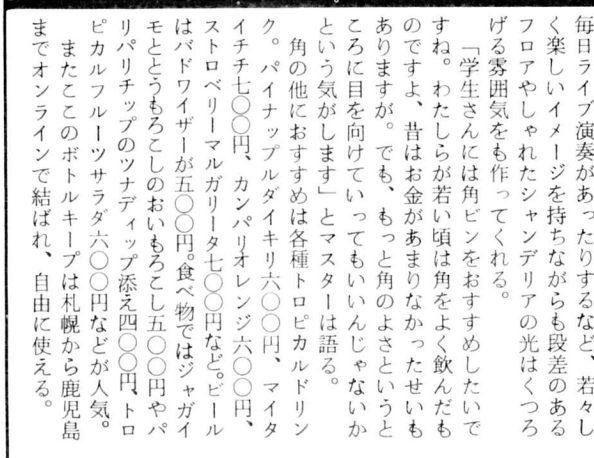 毎日ライブ演奏があったりするなど、若々し
く楽しいイメージを持ちながらも段差のある
フロアやしゃれたシャンデリアの光はくつろ
げる雰囲気をも作ってくれる。
「学生さんには角ビンをおすすめしたいで
すね。わたしらが若い頃は角をよく飲んだも
のですよ、昔はお金があまりなかったせいも
ありますが。でも、もっと角のよさというと
ころに目を向けていってもいいんじゃないか
という気がします」とマスターは語る。
角の他におすすめは各種トロピカルドリン
ク。パイナップルダイキリ六〇〇円、マイタ
イチチ七〇〇円、カンパリオレンジ六〇〇円、
ストロベリーマルガリータ七〇〇円など。ビール
はバドワイザーが五〇〇円。食べ物ではジャガイ
モととうもろこしのおいもろこし五〇〇円やパ
リパリチップのツナディップ添え四〇〇円、トロ
ピカルフルーツサラダ六〇〇円などが人気。
またここのボトルキープは札幌から鹿児島
までオンラインで結ばれ、自由に使える。